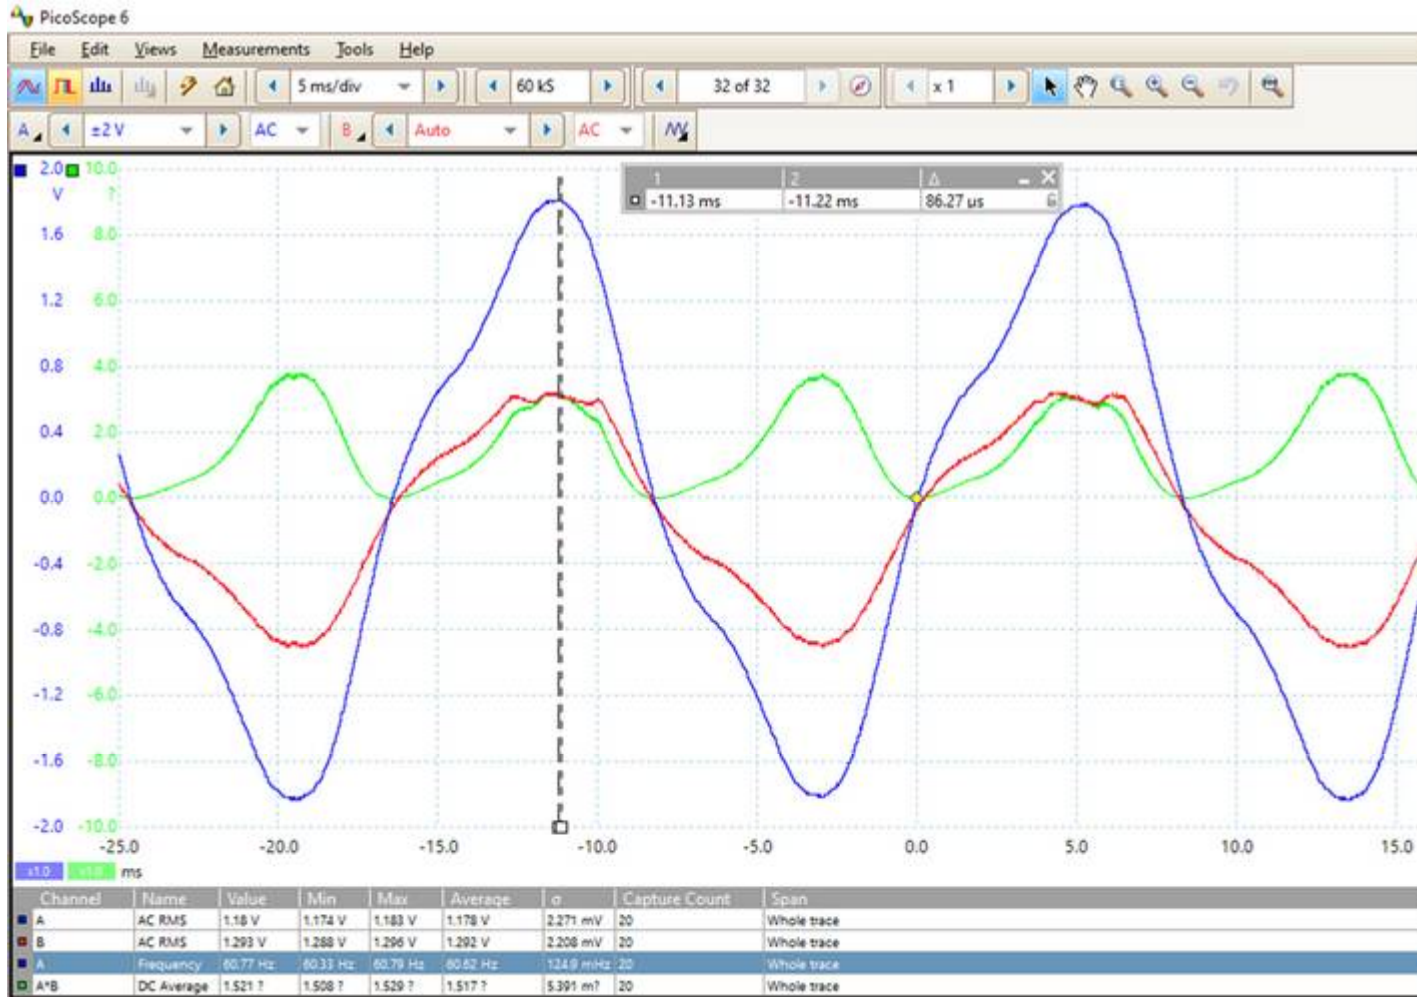 PicoScope 6
File Edit Views Measurements Tools Help
5 ms/div 60 kS 32 of 32 x 1
A ±2 V AC B Auto AC
2.0 10.0
V ?
1 2 Δ
-11.13 ms -11.22 ms 86.27 µs
1.6 8.0
1.2 6.0
0.8 4.0
0.4 2.0
0.0 0.0
-0.4 -2.0
-0.8 -4.0
-1.2 -6.0
-1.6 -8.0
-2.0 -10.0
-25.0 -20.0 -15.0 -10.0 -5.0 0.0 5.0 10.0 15.0
x1.0 x1.0 ms
Channel Name Value Min Max Average σ Capture Count Span
A AC RMS 1.18 V 1.174 V 1.183 V 1.178 V 2.271 mV 20 Whole trace
B AC RMS 1.293 V 1.288 V 1.296 V 1.292 V 2.208 mV 20 Whole trace
A Frequency 60.77 Hz 60.33 Hz 60.79 Hz 60.62 Hz 124.9 mHz 20 Whole trace
A*B DC Average 1.521 ? 1.508 ? 1.529 ? 1.517 ? 5.391 m? 20 Whole trace